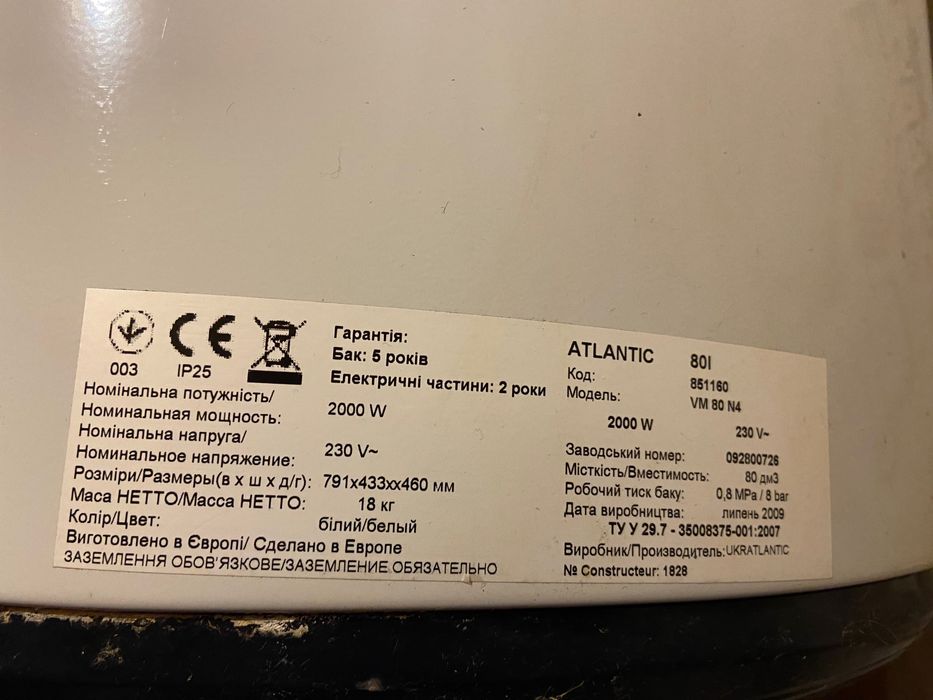 003 IP25
Номінальна потужність/
Номинальная мощность: 2000 W
Номінальна напруга/
Номинальное напряжение: 230 V~
Розміри/Размеры(в х ш х д/г): 791x433xx460 мм
Маса НЕТТО/Масса НЕТТО: 18 кг
Колір/Цвет: білий/белый
Виготовлено в Європі/ Сделано в Европе
ЗАЗЕМЛЕННЯ ОБОВ'ЯЗКОВЕ/ЗАЗЕМЛЕНИЕ ОБЯЗАТЕЛЬНО
Гарантія:
Бак: 5 років
Електричні частини: 2 роки
ATLANTIC 80l
Код: 851160
Модель: VM 80 N4
2000 W 230 V~
Заводський номер: 092800726
Місткість/Вместимость: 80 дм3
Робочий тиск баку: 0,8 MPa / 8 bar
Дата виробництва: липень 2009
ТУ У 29.7 - 35008375-001:2007
Виробник/Производитель: UKRATLANTIC
№ Constructeur: 1828